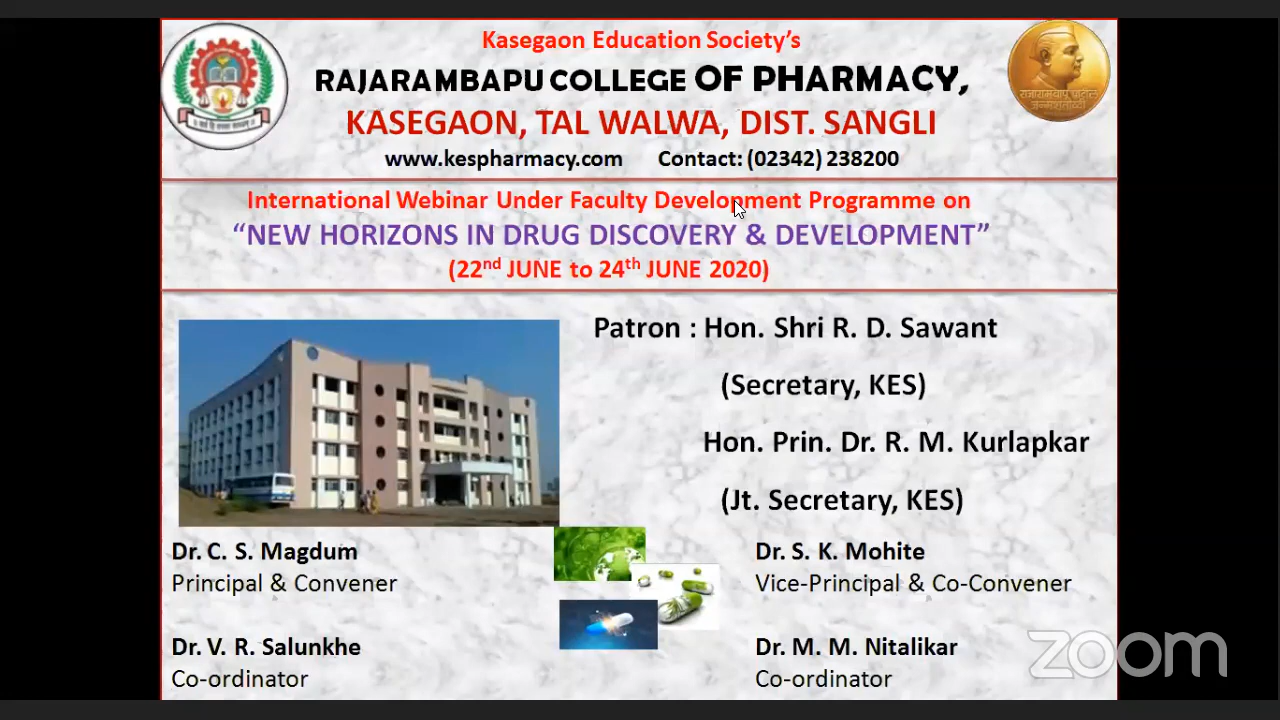 Kasegaon Education Society's
RAJARAMBAPU COLLEGE OF PHARMACY,
KASEGAON, TAL WALWA, DIST. SANGLI
www.kespharmacy.com Contact: (02342) 238200
राजारामबापू पाटील
जन्मशताब्दी
International Webinar Under Faculty Development Programme on
“NEW HORIZONS IN DRUG DISCOVERY & DEVELOPMENT”
(22nd JUNE to 24th JUNE 2020)
Patron : Hon. Shri R. D. Sawant
(Secretary, KES)
Hon. Prin. Dr. R. M. Kurlapkar
(Jt. Secretary, KES)
Dr. C. S. Magdum
Principal & Convener
Dr. S. K. Mohite
Vice-Principal & Co-Convener
Dr. V. R. Salunkhe
Co-ordinator
Dr. M. M. Nitalikar
Co-ordinator
zoom